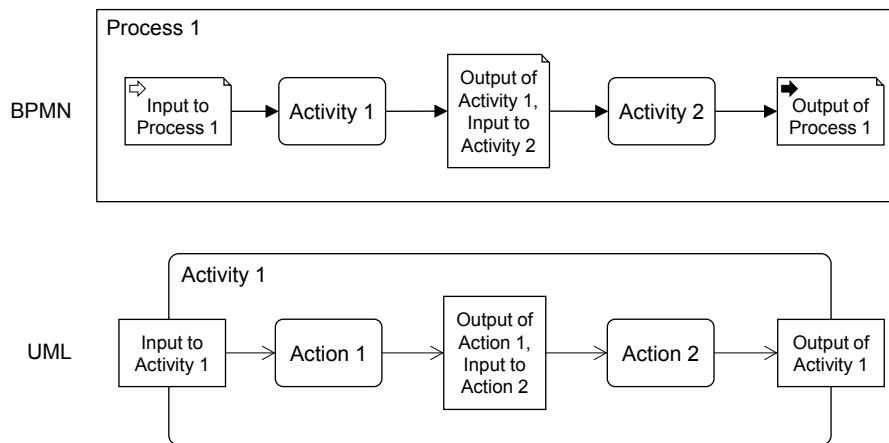 Process 1
BPMN
Input to
Process 1
Activity 1
Output of
Activity 1,
Input to
Activity 2
Activity 2
Output of
Process 1
Activity 1
UML
Input to
Activity 1
Action 1
Output of
Action 1,
Input to
Action 2
Action 2
Output of
Activity 1